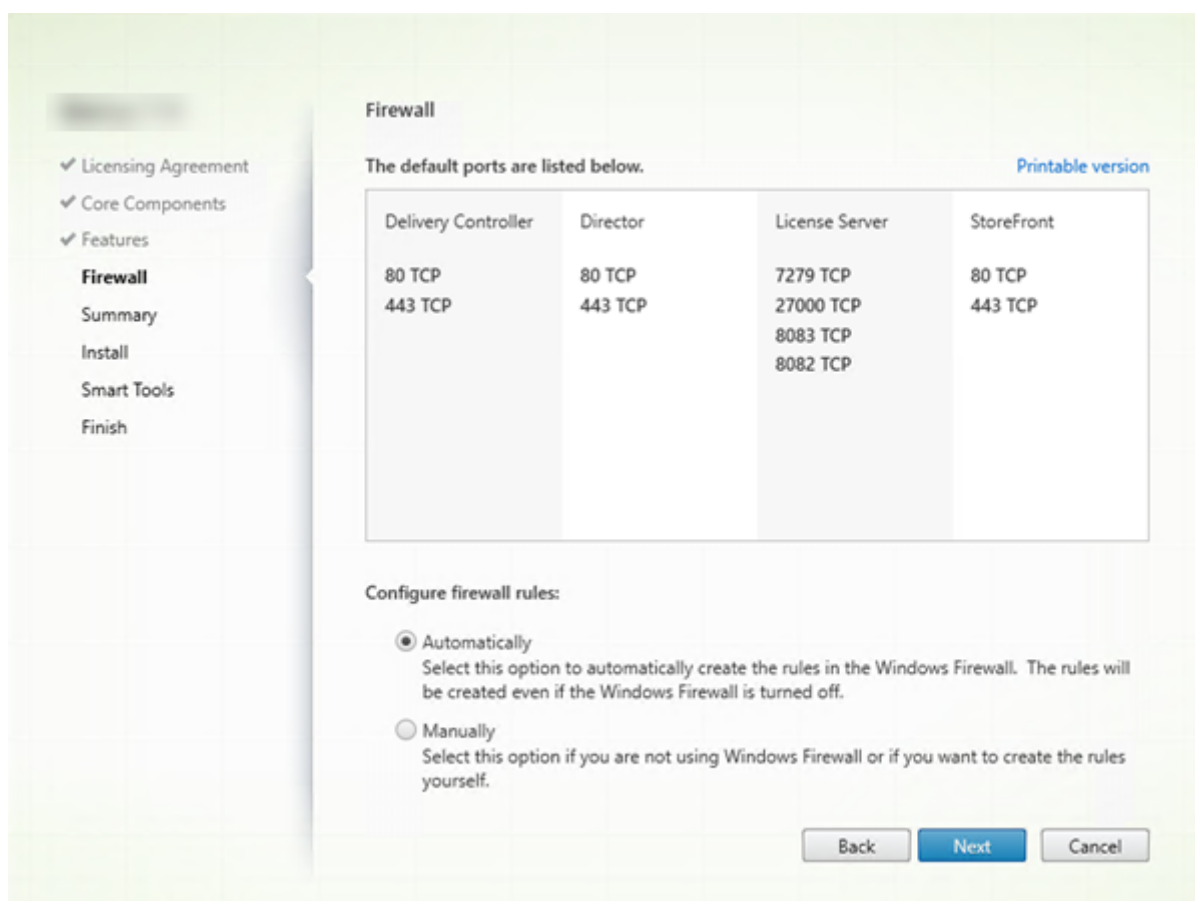 Firewall
✔ Licensing Agreement
✔ Core Components
✔ Features
Firewall
Summary
Install
Smart Tools
Finish
The default ports are listed below.
Printable version
Delivery Controller
80 TCP
443 TCP
Director
80 TCP
443 TCP
License Server
7279 TCP
27000 TCP
8083 TCP
8082 TCP
StoreFront
80 TCP
443 TCP
Configure firewall rules:
Automatically
Select this option to automatically create the rules in the Windows Firewall.  The rules will
be created even if the Windows Firewall is turned off.
Manually
Select this option if you are not using Windows Firewall or if you want to create the rules
yourself.
Back
Next
Cancel